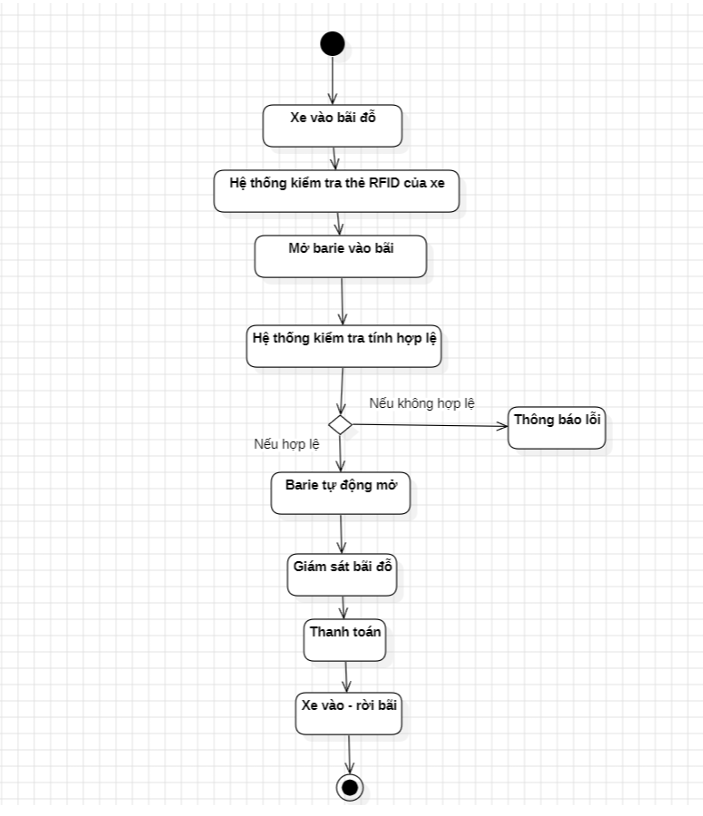 Xe vào bãi đỗ
Hệ thống kiểm tra thẻ RFID của xe
Mở barie vào bãi
Hệ thống kiểm tra tính hợp lệ
Nếu không hợp lệ
Thông báo lỗi
Nếu hợp lệ
Barie tự động mở
Giám sát bãi đỗ
Thanh toán
Xe vào - rời bãi